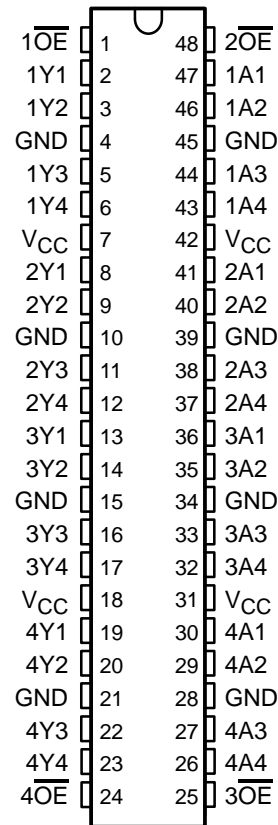 1O̅E̅ 1 48 2O̅E̅
1Y1 2 47 1A1
1Y2 3 46 1A2
GND 4 45 GND
1Y3 5 44 1A3
1Y4 6 43 1A4
VCC 7 42 VCC
2Y1 8 41 2A1
2Y2 9 40 2A2
GND 10 39 GND
2Y3 11 38 2A3
2Y4 12 37 2A4
3Y1 13 36 3A1
3Y2 14 35 3A2
GND 15 34 GND
3Y3 16 33 3A3
3Y4 17 32 3A4
VCC 18 31 VCC
4Y1 19 30 4A1
4Y2 20 29 4A2
GND 21 28 GND
4Y3 22 27 4A3
4Y4 23 26 4A4
4O̅E̅ 24 25 3O̅E̅